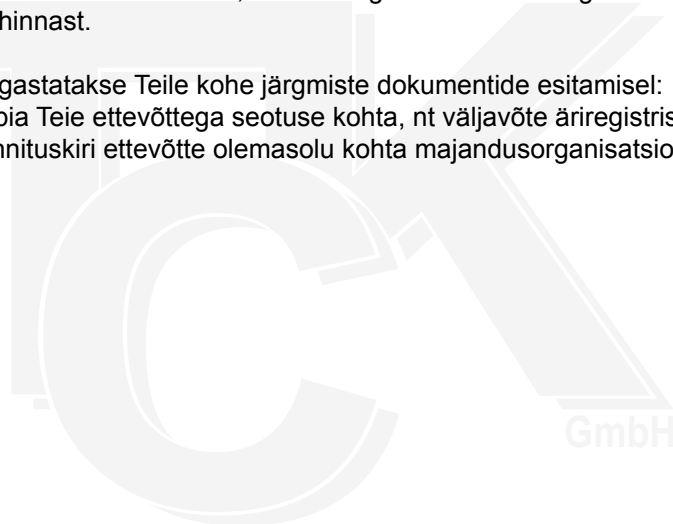 hinnast.
gastatakse Teile kohe järgmiste dokumentide esitamisel:
pia Teie ettevõttega seotuse kohta, nt väljavõte äriregistris
nnituskiri ettevõtte olemasolu kohta majandusorganisatsio
TCK
GmbH